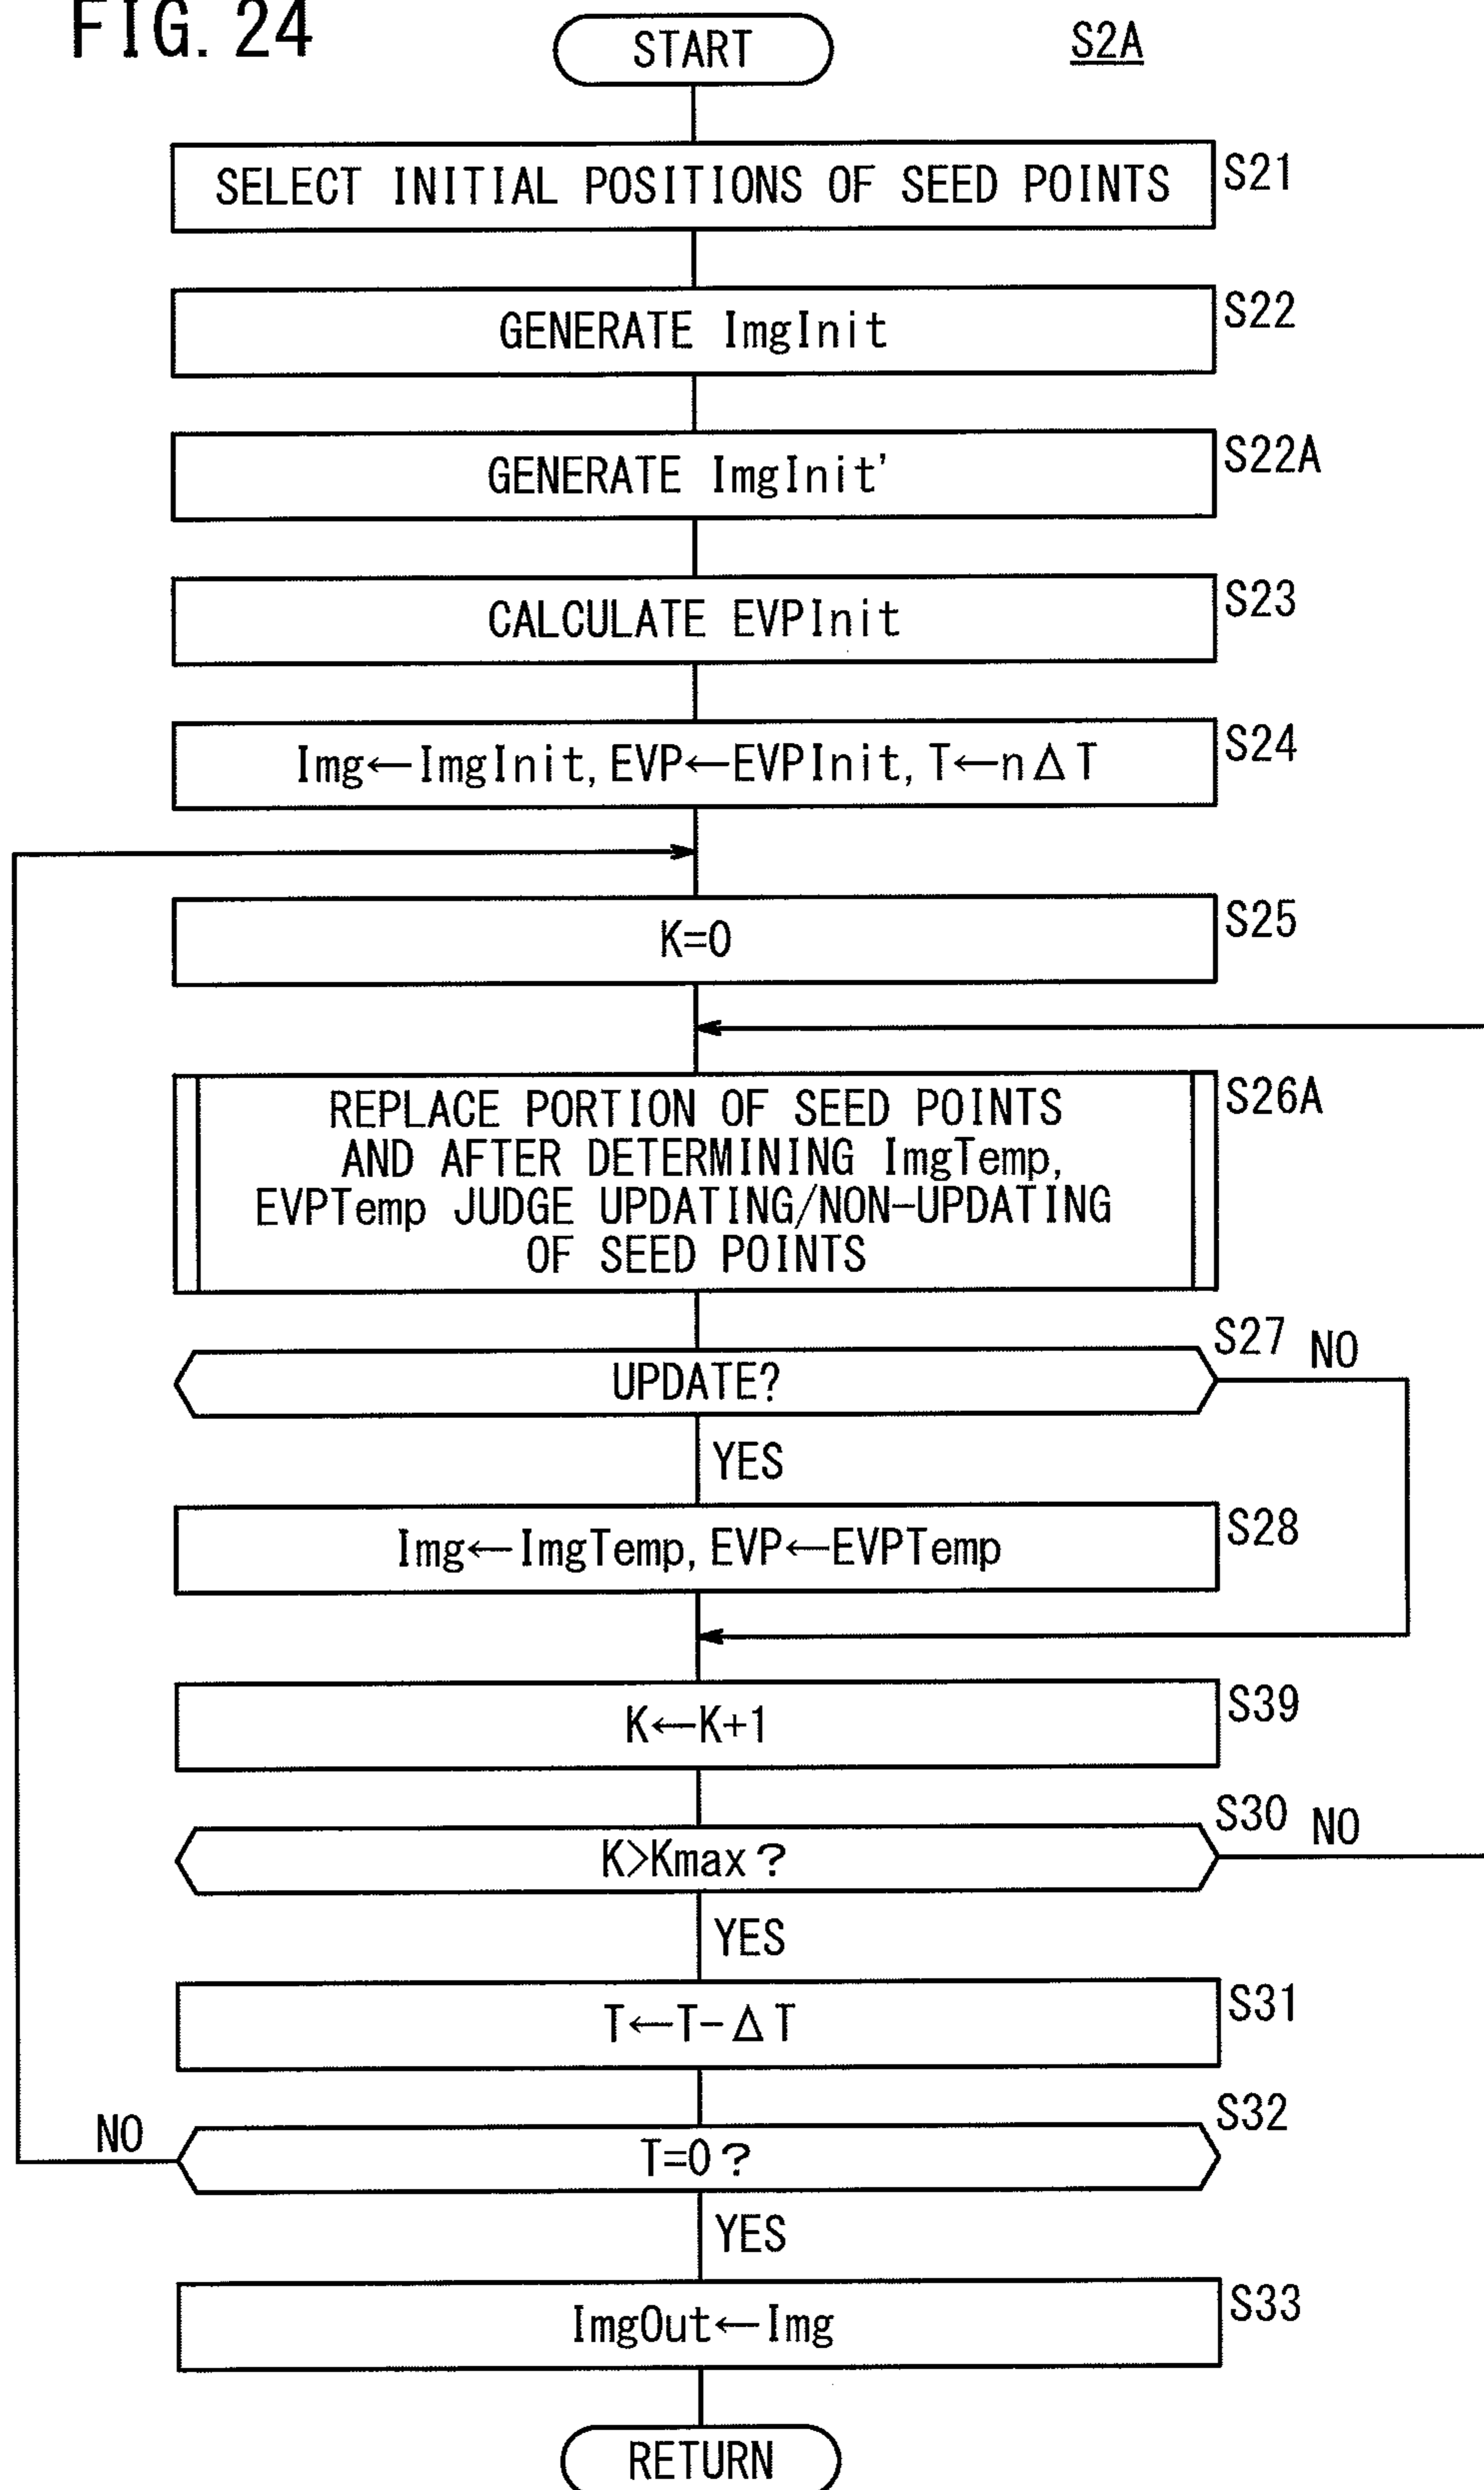 FIG. 24
START
S2A
SELECT INITIAL POSITIONS OF SEED POINTS
S21
GENERATE ImgInit
S22
GENERATE ImgInit'
S22A
CALCULATE EVPInit
S23
Img←ImgInit, EVP←EVPInit, T←nΔT
S24
K=0
S25
REPLACE PORTION OF SEED POINTS
AND AFTER DETERMINING ImgTemp,
EVPTemp JUDGE UPDATING/NON-UPDATING
OF SEED POINTS
S26A
UPDATE?
S27
NO
YES
Img←ImgTemp, EVP←EVPTemp
S28
K←K+1
S39
K>Kmax?
S30
NO
YES
T←T-ΔT
S31
NO
T=0?
S32
YES
ImgOut←Img
S33
RETURN